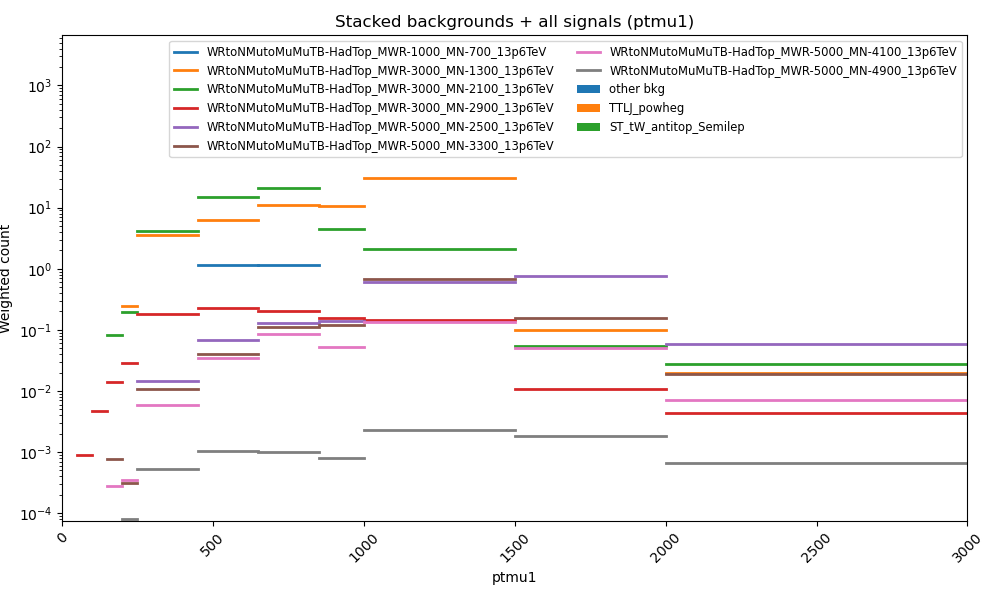 Stacked backgrounds + all signals (ptmu1)
WRtoNMutoMuMuTB-HadTop_MWR-1000_MN-700_13p6TeV
WRtoNMutoMuMuTB-HadTop_MWR-3000_MN-1300_13p6TeV
WRtoNMutoMuMuTB-HadTop_MWR-3000_MN-2100_13p6TeV
WRtoNMutoMuMuTB-HadTop_MWR-3000_MN-2900_13p6TeV
WRtoNMutoMuMuTB-HadTop_MWR-5000_MN-2500_13p6TeV
WRtoNMutoMuMuTB-HadTop_MWR-5000_MN-3300_13p6TeV
WRtoNMutoMuMuTB-HadTop_MWR-5000_MN-4100_13p6TeV
WRtoNMutoMuMuTB-HadTop_MWR-5000_MN-4900_13p6TeV
other bkg
TTLJ_powheg
ST_tW_antitop_Semilep
Weighted count
10³
10²
10¹
10⁰
10⁻¹
10⁻²
10⁻³
10⁻⁴
0
500
1000
1500
2000
2500
3000
ptmu1